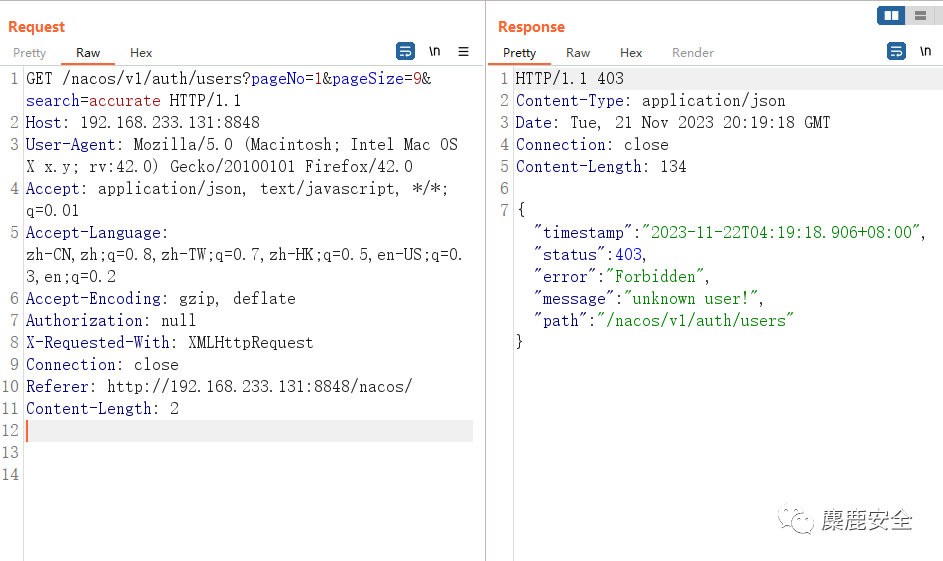 Request
Pretty Raw Hex \n
1 GET /nacos/v1/auth/users?pageNo=1&pageSize=9&
search=accurate HTTP/1.1
2 Host: 192.168.233.131:8848
3 User-Agent: Mozilla/5.0 (Macintosh; Intel Mac OS
X x.y; rv:42.0) Gecko/20100101 Firefox/42.0
4 Accept: application/json, text/javascript, */*;
q=0.01
5 Accept-Language:
zh-CN,zh;q=0.8,zh-TW;q=0.7,zh-HK;q=0.5,en-US;q=0.
3,en;q=0.2
6 Accept-Encoding: gzip, deflate
7 Authorization: null
8 X-Requested-With: XMLHttpRequest
9 Connection: close
10 Referer: http://192.168.233.131:8848/nacos/
11 Content-Length: 2
12
13
14
Response
Pretty Raw Hex Render \n
1 HTTP/1.1 403
2 Content-Type: application/json
3 Date: Tue, 21 Nov 2023 20:19:18 GMT
4 Connection: close
5 Content-Length: 134
6
7 {
"timestamp":"2023-11-22T04:19:18.906+08:00",
"status":403,
"error":"Forbidden",
"message":"unknown user!",
"path":"/nacos/v1/auth/users"
}
麋鹿安全